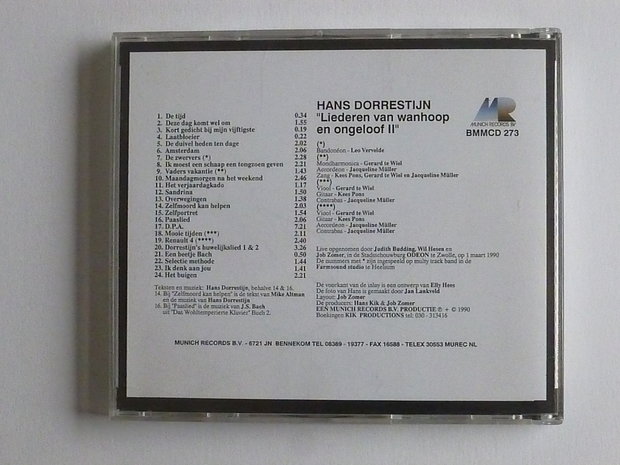 HANS DORRESTIJN
"Liederen van wanhoop
en ongeloof II"
MR
MUNICH RECORDS BV
BMMCD 273
1 De tijd 0.34
2 Deze dag komt wel om 1.55
3. Kort gedicht bij mijn vijftigste 0.19
4. Laatbloeier 0.22
5. De duivel heden ten dage 2.02
6. Amsterdam 2.06
7. De zwervers (*) 2.28
8. Ik moest een schaap een tongzoen geven 2.21
9. Vaders vakantie (**) 2.23
10. Maandagmorgen na het weekend 2.46
11. Het verjaardagkado 1.17
12. Sandrina 1.50
13. Overwegingen 1.38
14. Zelfmoord kan helpen 2.03
15. Zelfportret 1.54
16. Paaslied 2.06
17. D.P.A. 7.21
18. Mooie tijden (***) 2.11
19. Renault 4 (****) 2.40
20. Dorrestijn's huwelijkslied 1 & 2 3.26
21. Een beetje Bach 0.50
22. Selectie methode 1.44
23. Ik denk aan jou 1.41
24. Het buigen 2.21
Teksten en muziek: Hans Dorrestijn, behalve 14 & 16.
14. Bij "Zelfmoord kan helpen" is de tekst van Mike Altman
en de muziek van Hans Dorrestijn
16. Bij "Paaslied" is de muziek van J.S. Bach
uit "Das Wohltemperierte Klavier" Buch 2.
(*)
Bandonéon - Leo Vervelde
(**)
Mondharmonica - Gerard te Wiel
Accordeon - Jacqueline Müller
Zang - Kees Pons, Gerard te Wiel en Jacqueline Müller
(***)
Viool - Gerard te Wiel
Gitaar - Kees Pons
Contrabas - Jacqueline Müller
(****)
Viool - Gerard te Wiel
Gitaar - Kees Pons
Accordeon - Jacqueline Müller
Contrabas - Jacqueline Müller
Live opgenomen door Judith Budding, Wil Hesen en
Job Zomer, in de Stadsschouwburg ODEON te Zwolle, op 1 maart 1990
De nummers met * zijn ingespeeld op multy track band in de
Farmsound studio te Heelsum
De voorkant van de inlay is een ontwerp van Elly Hees
De foto van Hans is gemaakt door Jan Lankveld
Layout: Job Zomer
De producers: Hans Kik & Job Zomer
EEN MUNICH RECORDS B.V. PRODUCTIE ℗ + © 1990
Boekingen KIK PRODUCTIONS tel: 030 - 313416
MUNICH RECORDS B.V. - 6721 JN BENNEKOM TEL 08389 - 19377 - FAX 16588 - TELEX 30553 MUREC NL